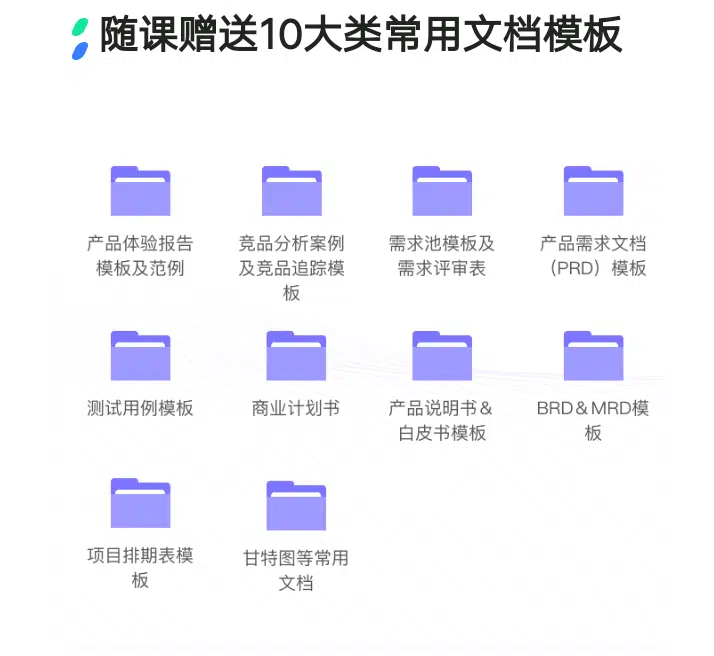 随课赠送10大类常用文档模板
产品体验报告
模板及范例
竞品分析案例
及竞品追踪模
板
需求池模板及
需求评审表
产品需求文档
（PRD）模板
测试用例模板
商业计划书
产品说明书＆
白皮书模板
BRD＆MRD模
板
项目排期表模
板
甘特图等常用
文档